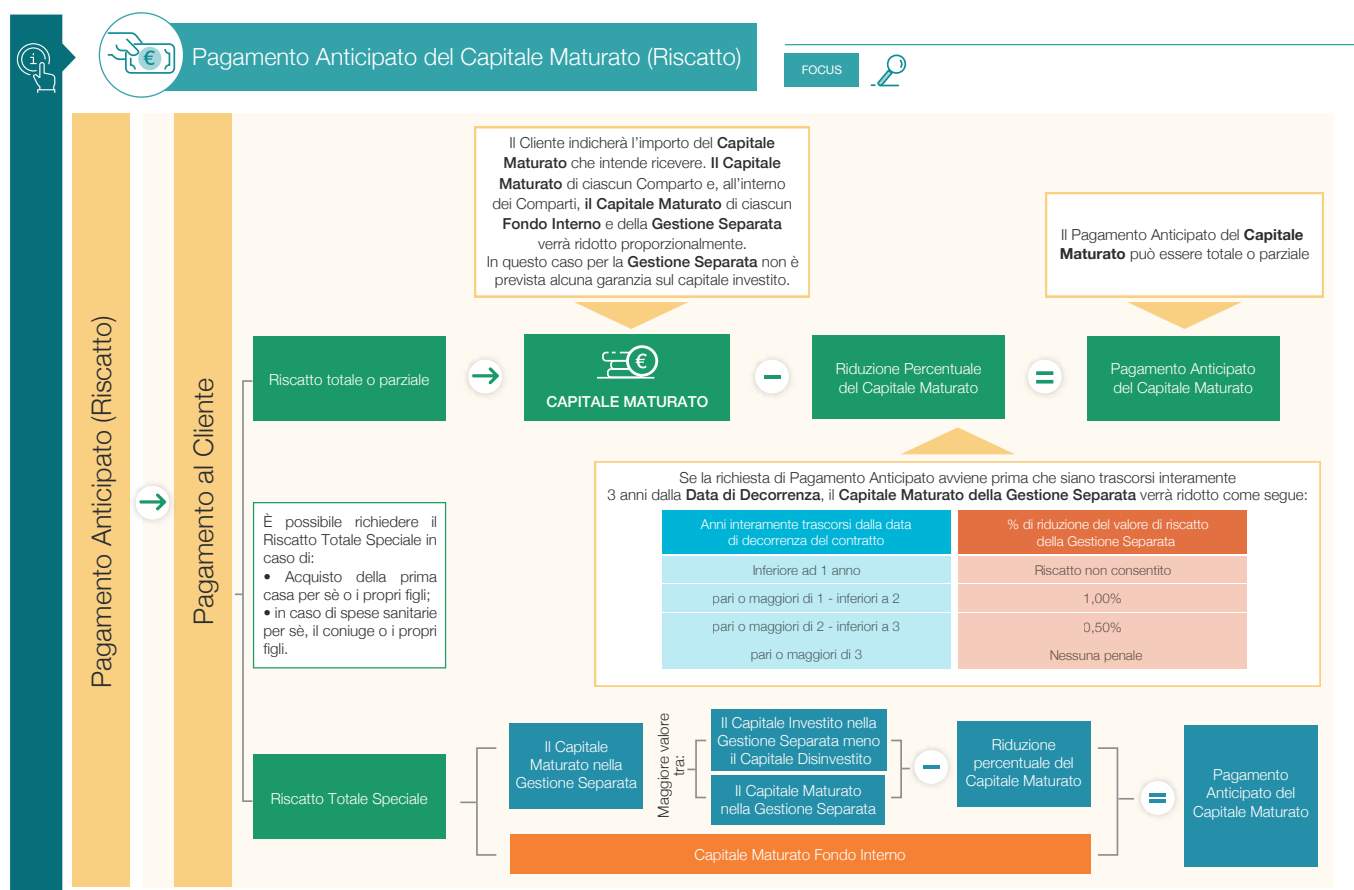 Pagamento Anticipato del Capitale Maturato (Riscatto)
FOCUS
Pagamento Anticipato (Riscatto)
Pagamento al Cliente
Il Cliente indicherà l'importo del Capitale
Maturato che intende ricevere. Il Capitale
Maturato di ciascun Comparto e, all'interno
dei Comparti, il Capitale Maturato di ciascun
Fondo Interno e della Gestione Separata
verrà ridotto proporzionalmente.
In questo caso per la Gestione Separata non è
prevista alcuna garanzia sul capitale investito.
Il Pagamento Anticipato del Capitale
Maturato può essere totale o parziale
Riscatto totale o parziale
€
CAPITALE MATURATO
Riduzione Percentuale
del Capitale Maturato
Pagamento Anticipato
del Capitale Maturato
Se la richiesta di Pagamento Anticipato avviene prima che siano trascorsi interamente
3 anni dalla Data di Decorrenza, il Capitale Maturato della Gestione Separata verrà ridotto come segue:
Anni interamente trascorsi dalla data
di decorrenza del contratto
% di riduzione del valore di riscatto
della Gestione Separata
Inferiore ad 1 anno
Riscatto non consentito
pari o maggiori di 1 - inferiori a 2
1,00%
pari o maggiori di 2 - inferiori a 3
0,50%
pari o maggiori di 3
Nessuna penale
È possibile richiedere il
Riscatto Totale Speciale in
caso di:
• Acquisto della prima
casa per sè o i propri figli;
• in caso di spese sanitarie
per sè, il coniuge o i propri
figli.
Riscatto Totale Speciale
Il Capitale
Maturato nella
Gestione Separata
Maggiore valore
tra:
Il Capitale Investito nella
Gestione Separata meno
il Capitale Disinvestito
Il Capitale Maturato
nella Gestione Separata
Riduzione
percentuale del
Capitale Maturato
Pagamento
Anticipato del
Capitale Maturato
Capitale Maturato Fondo Interno